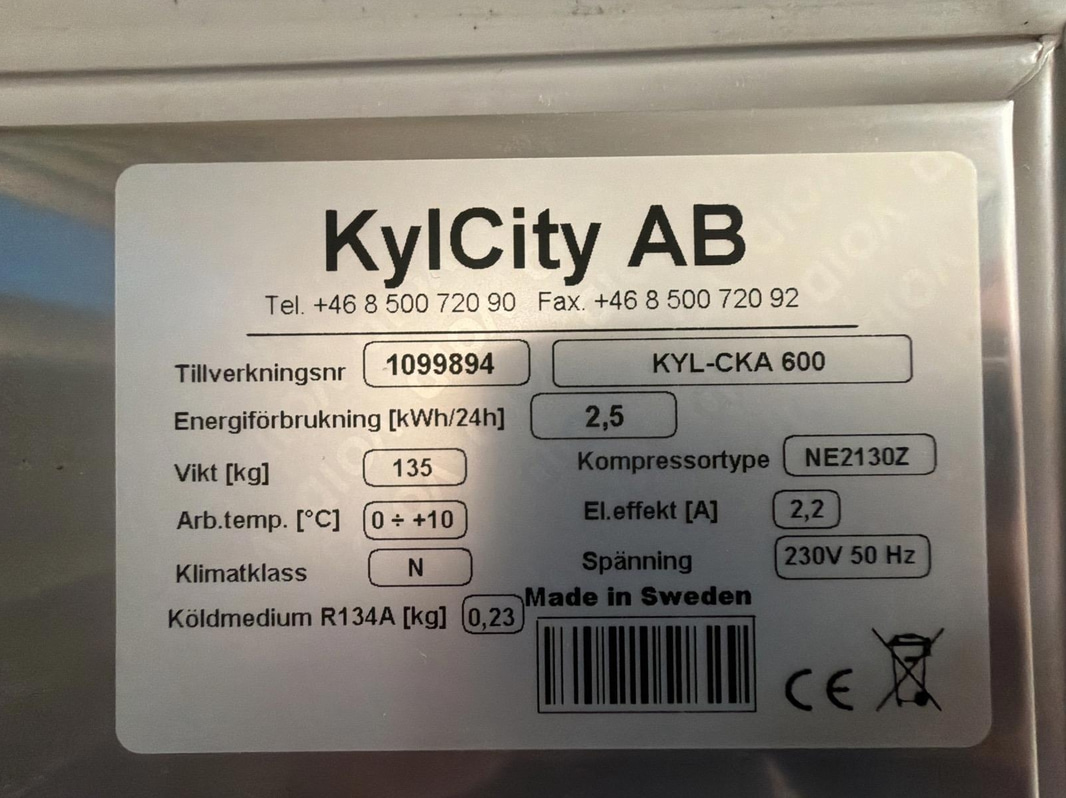 KylCity AB
Tel. +46 8 500 720 90 Fax. +46 8 500 720 92
Tillverkningsnr 1099894 KYL-CKA 600
Energiförbrukning [kWh/24h] 2,5
Vikt [kg] 135 Kompressortype NE2130Z
Arb.temp. [°C] 0 ÷ +10 El.effekt [A] 2,2
Klimatklass N Spänning 230V 50 Hz
Köldmedium R134A [kg] 0,23 Made in Sweden
CE